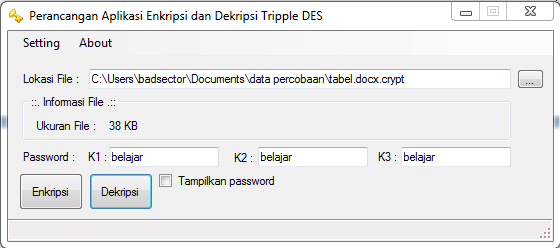 Perancangan Aplikasi Enkripsi dan Dekripsi Tripple DES
Setting About
Lokasi File : C:\Users\badsector\Documents\data percobaan\tabel.docx.crypt ...
::. Informasi File .::
Ukuran File : 38 KB
Password : K1 : belajar K2 : belajar K3 : belajar
Enkripsi Dekripsi Tampilkan password